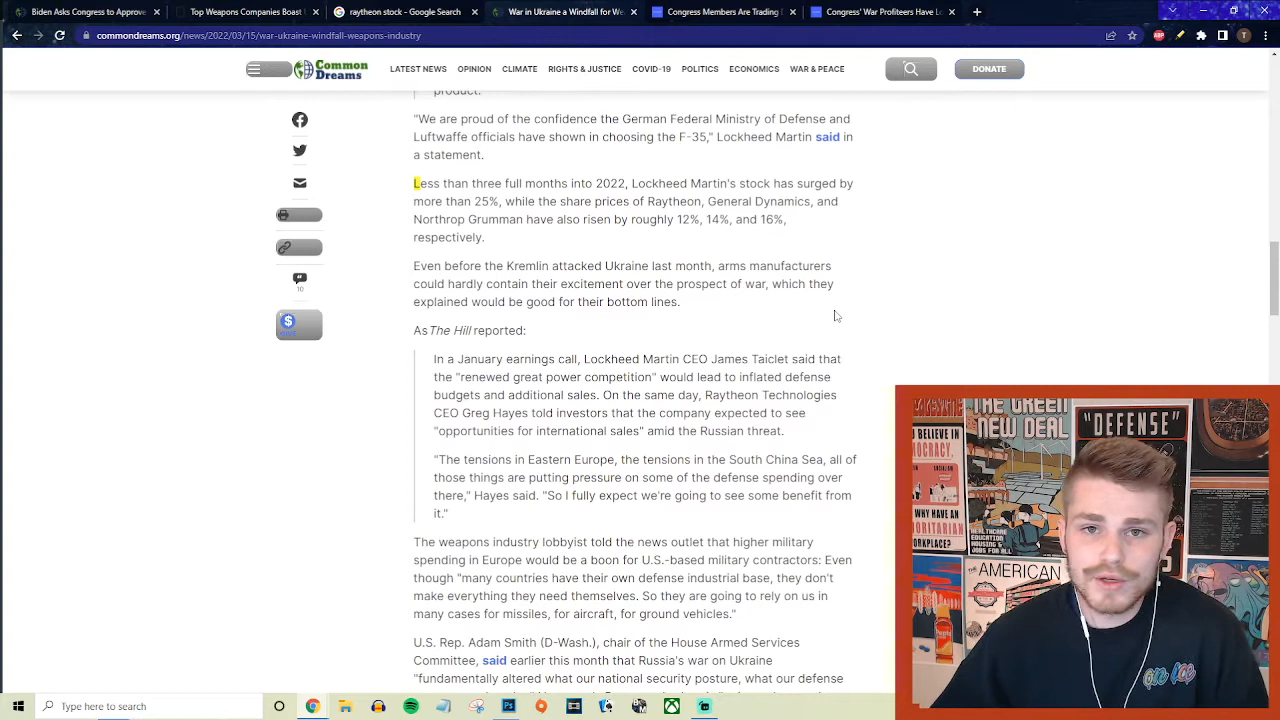 Biden Asks Congress to Approve
Top Weapons Companies Boast
raytheon stock - Google Search
War in Ukraine a Windfall for We
Congress Members Are Trading
Congress' War Profiteers Have L
commondreams.org/news/2022/03/15/war-ukraine-windfall-weapons-industry
ABP
T
Common
Dreams
LATEST NEWS
OPINION
CLIMATE
RIGHTS & JUSTICE
COVID-19
POLITICS
ECONOMICS
WAR & PEACE
DONATE
product.
"We are proud of the confidence the German Federal Ministry of Defense and
Luftwaffe officials have shown in choosing the F-35," Lockheed Martin said in
a statement.
Less than three full months into 2022, Lockheed Martin's stock has surged by
more than 25%, while the share prices of Raytheon, General Dynamics, and
Northrop Grumman have also risen by roughly 12%, 14%, and 16%,
respectively.
Even before the Kremlin attacked Ukraine last month, arms manufacturers
could hardly contain their excitement over the prospect of war, which they
explained would be good for their bottom lines.
As The Hill reported:
In a January earnings call, Lockheed Martin CEO James Taiclet said that
the "renewed great power competition" would lead to inflated defense
budgets and additional sales. On the same day, Raytheon Technologies
CEO Greg Hayes told investors that the company expected to see
"opportunities for international sales" amid the Russian threat.
"The tensions in Eastern Europe, the tensions in the South China Sea, all of
those things are putting pressure on some of the defense spending over
there," Hayes said. "So I fully expect we're going to see some benefit from
it."
The weapons industry lobbyist told the news outlet that higher military
spending in Europe would be a boon for U.S.-based military contractors: Even
though "many countries have their own defense industrial base, they don't
make everything they need themselves. So they are going to rely on us in
many cases for missiles, for aircraft, for ground vehicles."
U.S. Rep. Adam Smith (D-Wash.), chair of the House Armed Services
Committee, said earlier this month that Russia's war on Ukraine
"fundamentally altered what our national security posture, what our defense
10
THE GREEN
NEW DEAL
"DEFENSE"
BELIEVE IN
WHY HAVE AN
WORKPLACE?
HEALTHCARE
EDUCATION
HOUSING &
JOBS FOR ALL
THE
AMERICAN
on ice
Type here to search